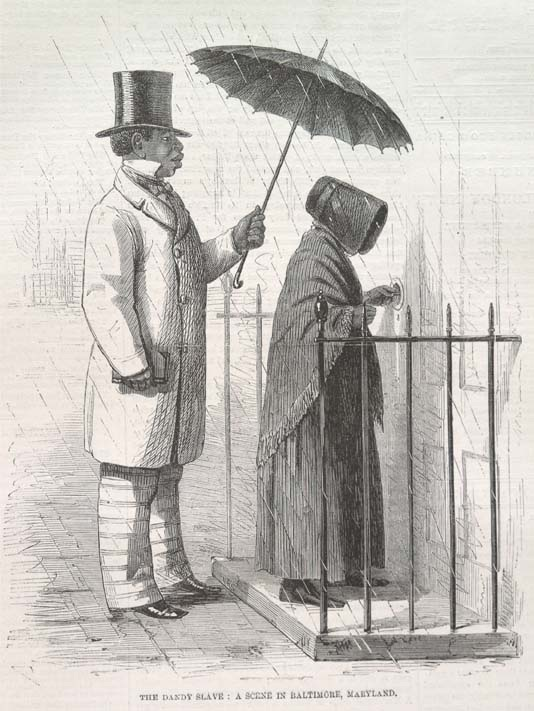 THE DANDY SLAVE : A SCENE IN BALTIMORE, MARYLAND.